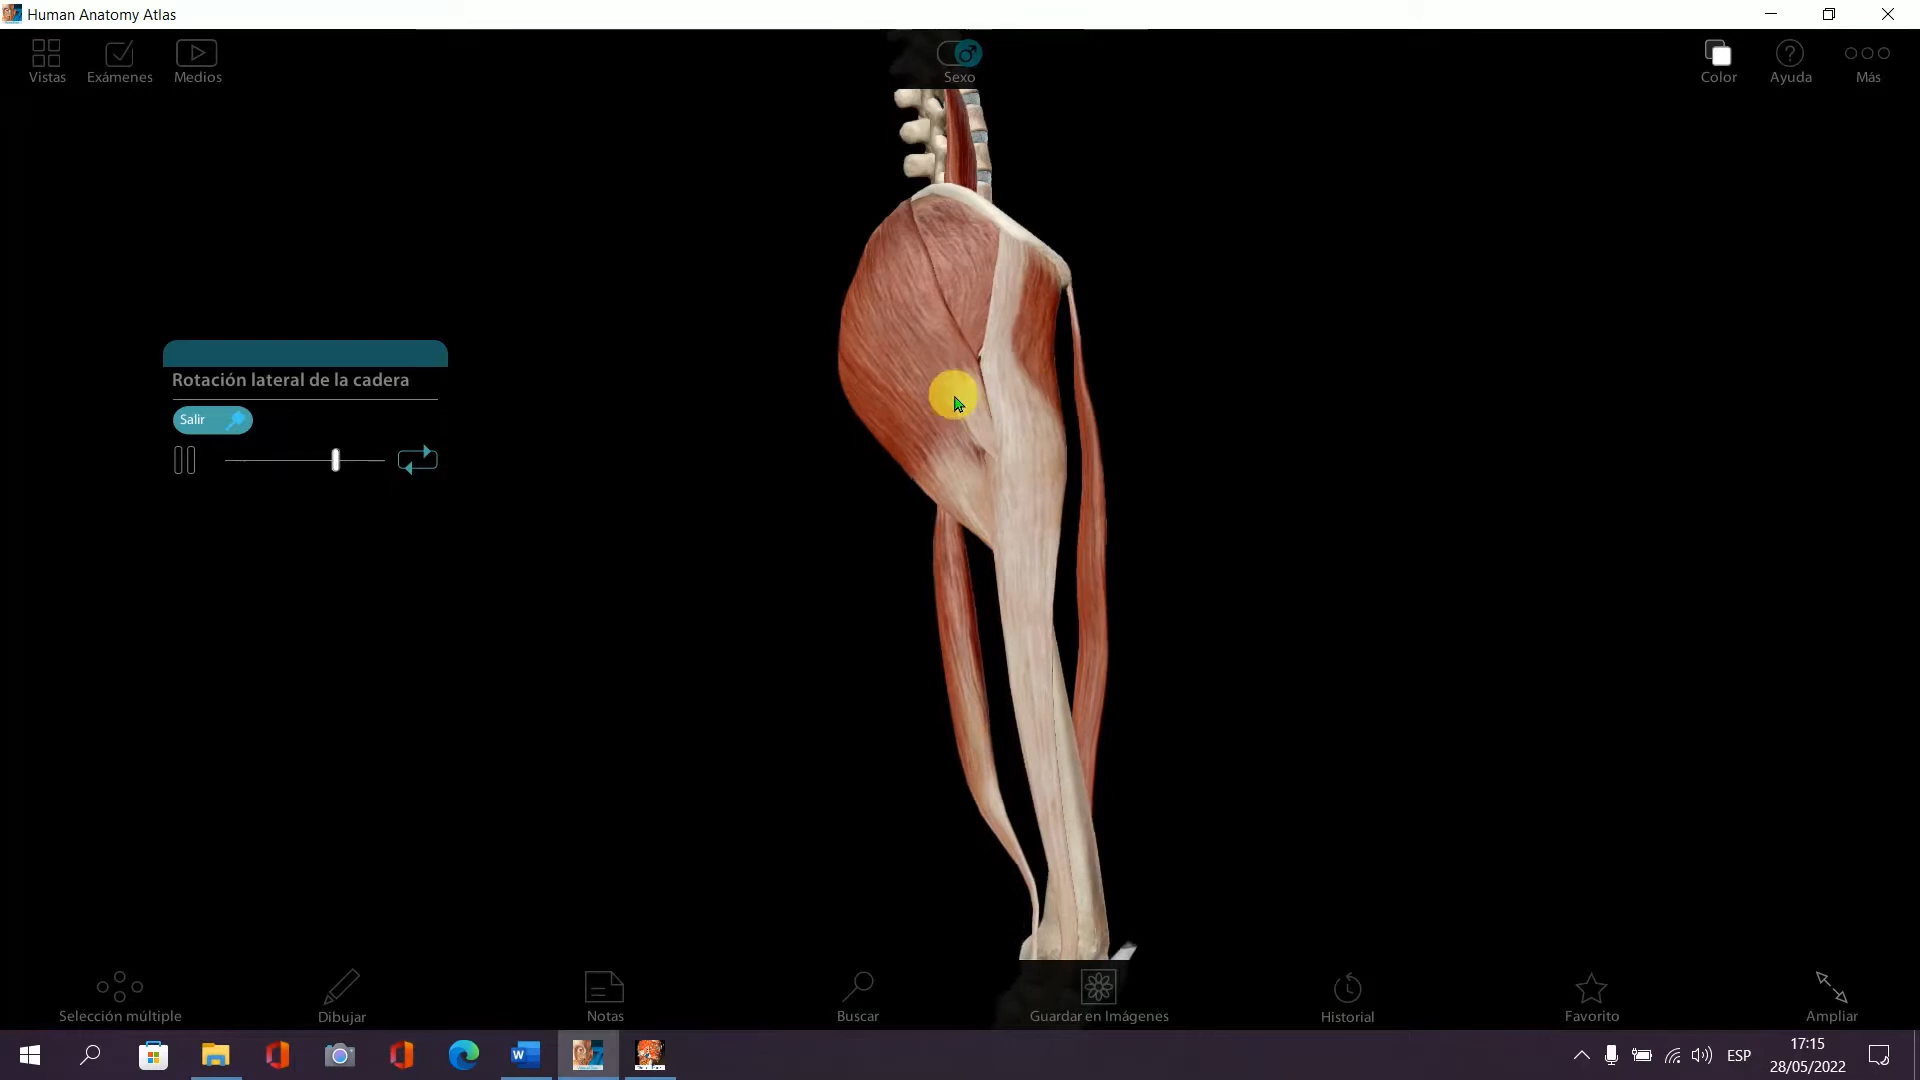 Human Anatomy Atlas
Vistas
Exámenes
Medios
Sexo
Color
Ayuda
Más
Rotación lateral de la cadera
Salir
Selección múltiple
Dibujar
Notas
Buscar
Guardar en Imágenes
Historial
Favorito
Ampliar
17:15
ESP
28/05/2022